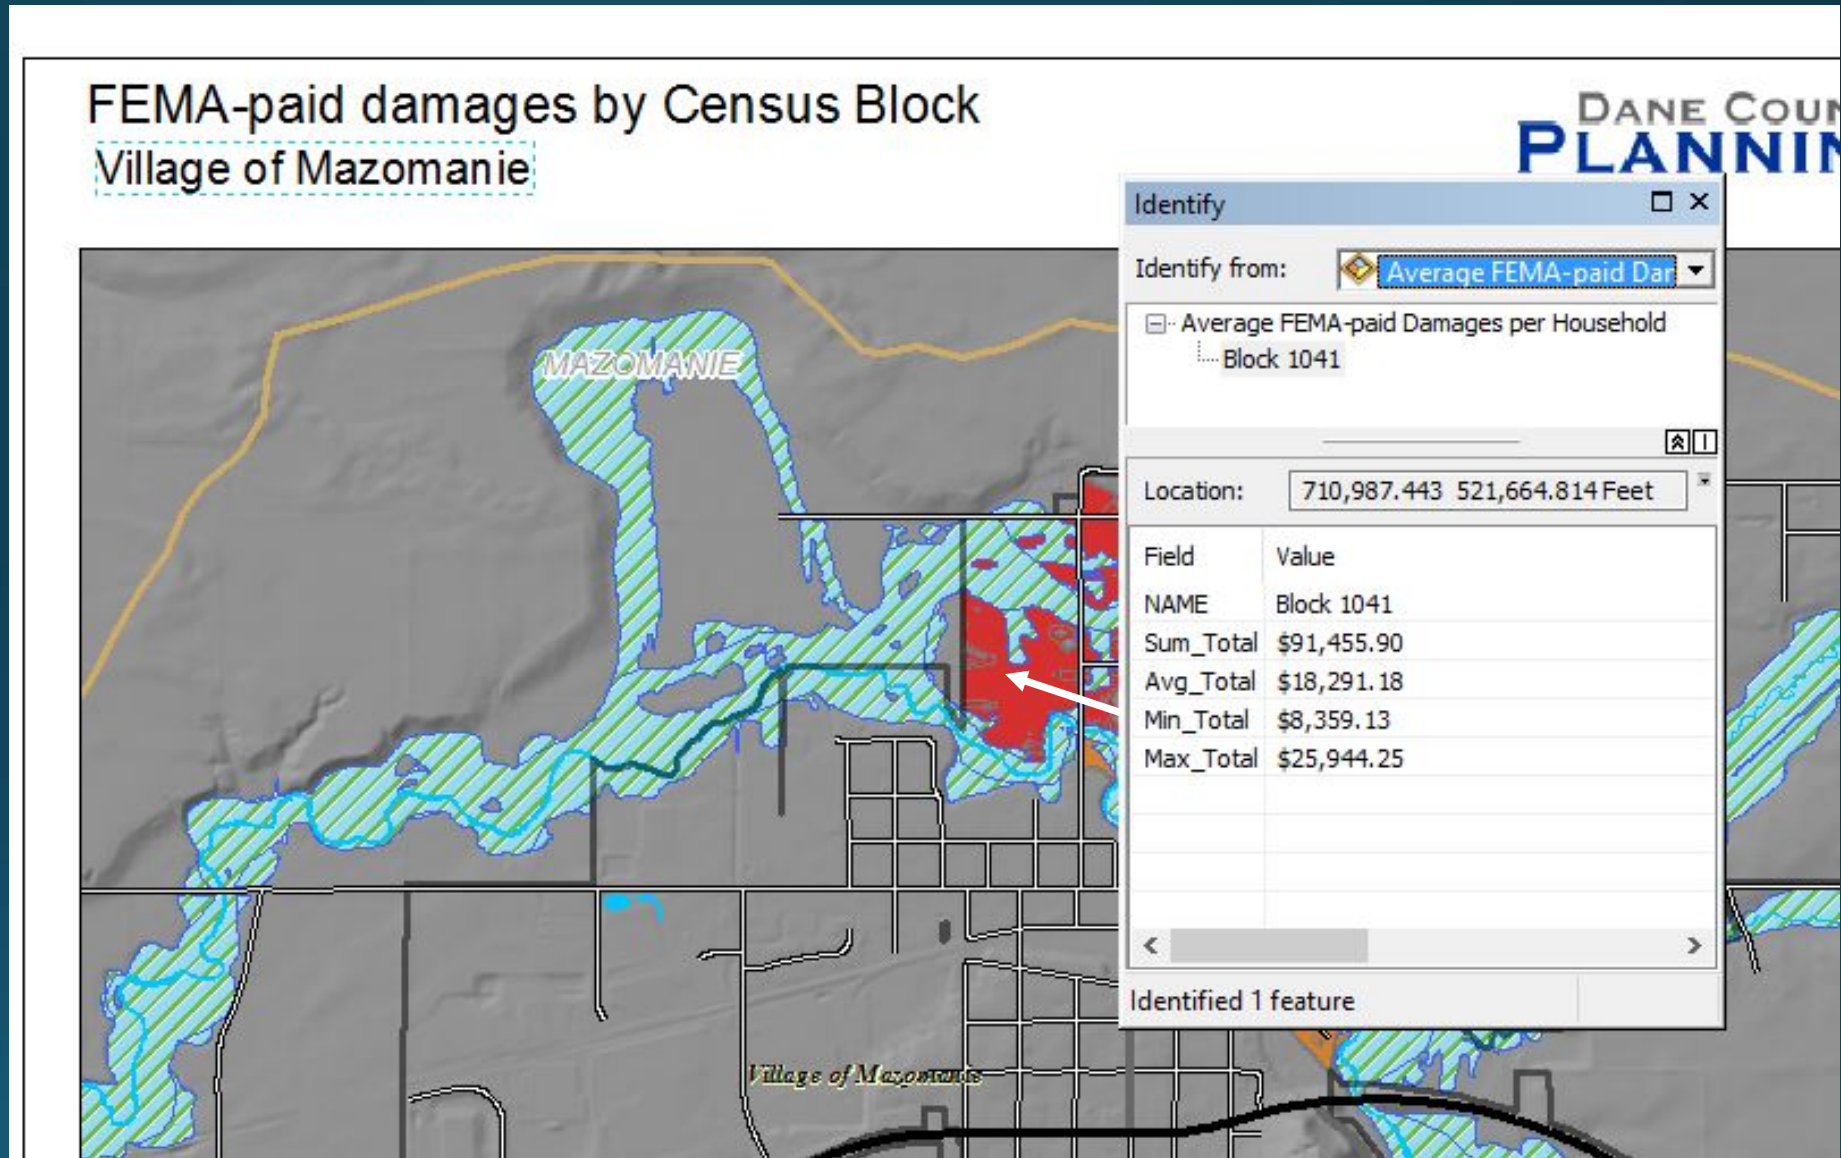 FEMA-paid damages by Census Block
Village of Mazomanie
DANE COUN
PLANNIN
Identify
Identify from: Average FEMA-paid Dar
Average FEMA-paid Damages per Household
Block 1041
Location: 710,987.443 521,664.814 Feet
Field Value
NAME Block 1041
Sum_Total $91,455.90
Avg_Total $18,291.18
Min_Total $8,359.13
Max_Total $25,944.25
Identified 1 feature
MAZOMANIE
Village of Mazomanie